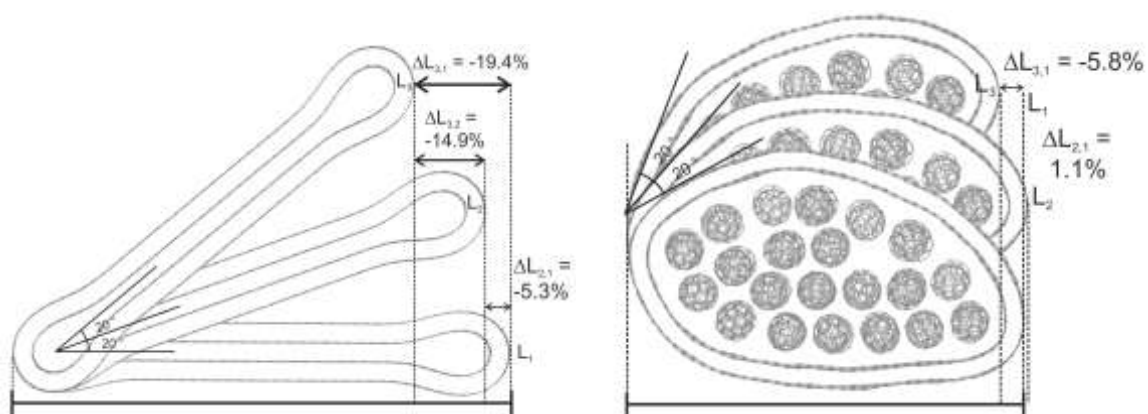 L₃
ΔL₃,₁ = -19.4%
ΔL₃,₂ =
-14.9%
L₂
ΔL₂,₁ =
-5.3%
20°
20°
L₁
ΔL₃,₁ = -5.8%
L₃
L₁
ΔL₂,₁ =
1.1%
L₂
20°
20°